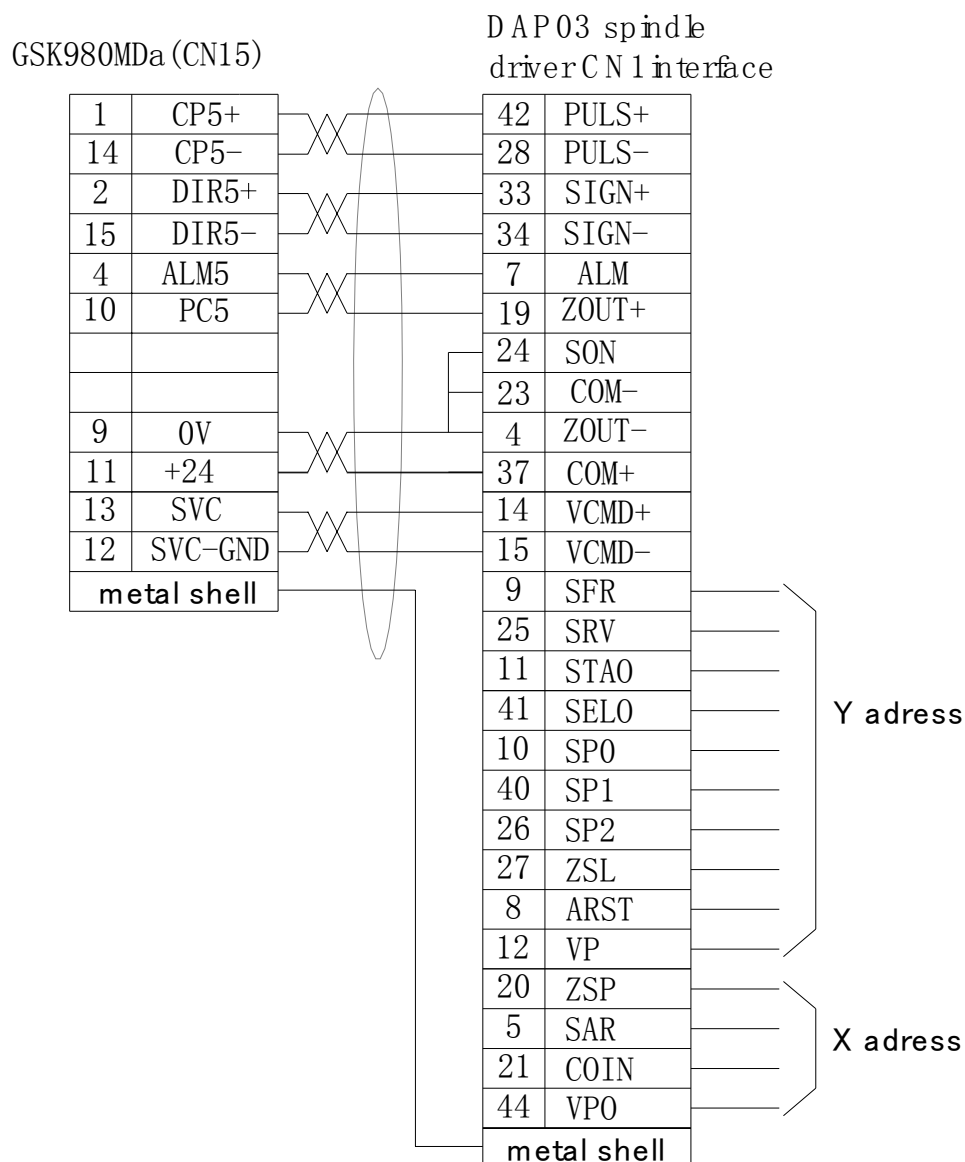 GSK980MDa(CN15)
DAP03 spindle
driver CN1 interface
1 CP5+
14 CP5-
2 DIR5+
15 DIR5-
4 ALM5
10 PC5
9 0V
11 +24
13 SVC
12 SVC-GND
metal shell
42 PULS+
28 PULS-
33 SIGN+
34 SIGN-
7 ALM
19 ZOUT+
24 SON
23 COM-
4 ZOUT-
37 COM+
14 VCMD+
15 VCMD-
9 SFR
25 SRV
11 STAO
41 SELO
10 SP0
40 SP1
26 SP2
27 ZSL
8 ARST
12 VP
20 ZSP
5 SAR
21 COIN
44 VPO
metal shell
Y adress
X adress